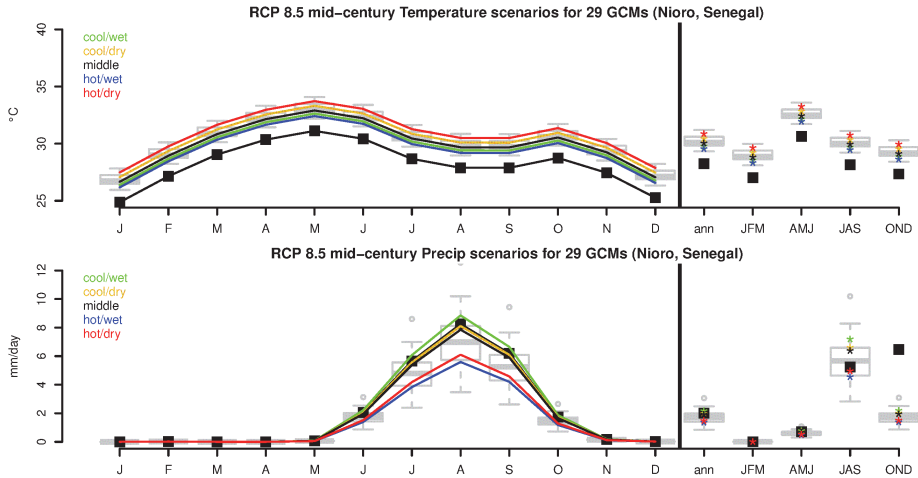 RCP 8.5 mid−century Temperature scenarios for 29 GCMs (Nioro, Senegal)
40
35
30
25
°C
cool/wet
cool/dry
middle
hot/wet
hot/dry
J F M A M J J A S O N D
ann JFM AMJ JAS OND
RCP 8.5 mid−century Precip scenarios for 29 GCMs (Nioro, Senegal)
12
10
8
6
4
2
0
mm/day
cool/wet
cool/dry
middle
hot/wet
hot/dry
J F M A M J J A S O N D
ann JFM AMJ JAS OND